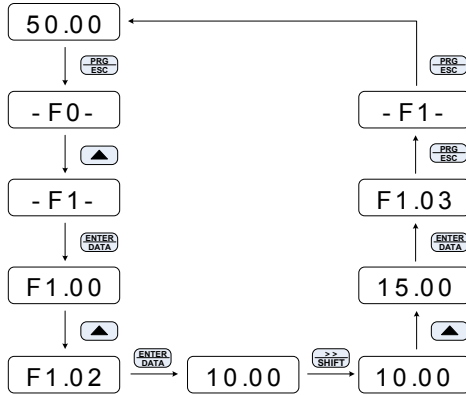 50.00
PRG
ESC
- F0 -
- F1 -
ENTER
DATA
F1.00
F1.02
ENTER
DATA
10.00
>>
SHIFT
10.00
15.00
ENTER
DATA
F1.03
PRG
ESC
- F1 -
PRG
ESC